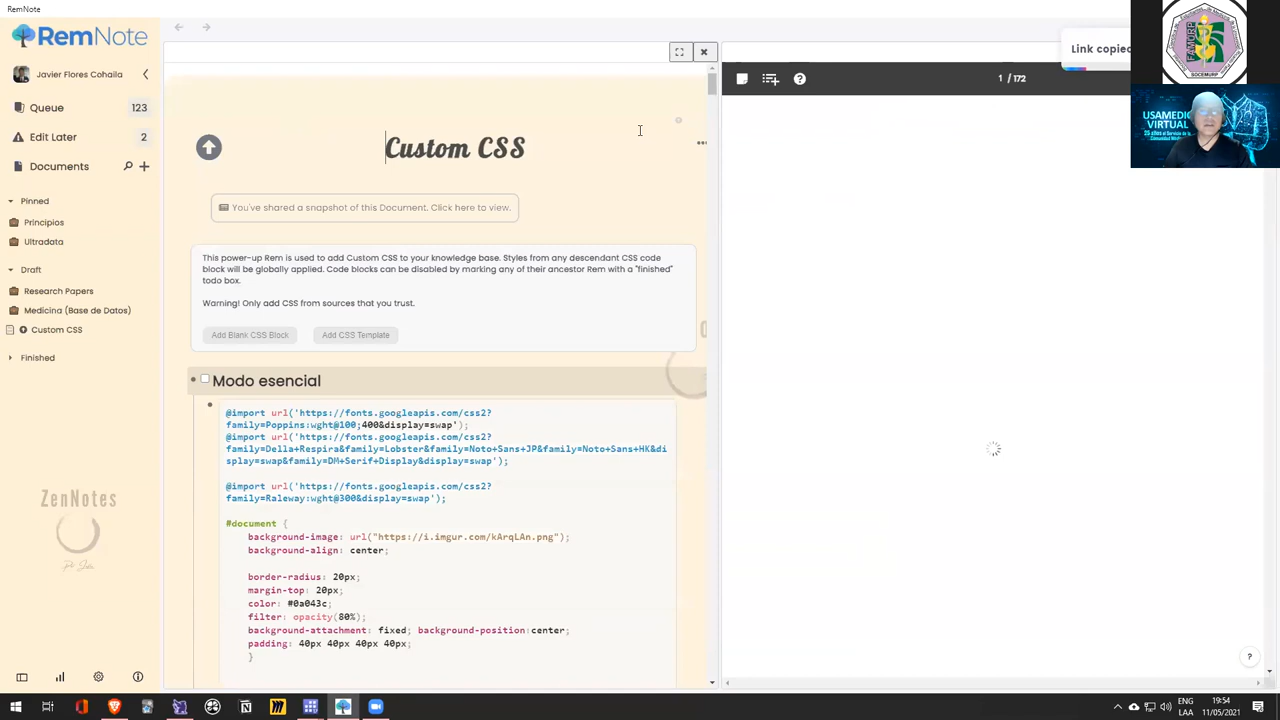 RemNote
RemNote
Javier Flores Cohaila
Queue 123
Edit Later 2
Documents
Pinned
Principios
Ultradata
Draft
Research Papers
Medicina (Base de Datos)
Custom CSS
Finished
ZenNotes
Custom CSS
You've shared a snapshot of this Document. Click here to view.
This power-up Rem is used to add Custom CSS to your knowledge base. Styles from any descendant CSS code
block will be globally applied. Code blocks can be disabled by marking any of their ancestor Rem with a "finished"
todo box.
Warning! Only add CSS from sources that you trust.
Add Blank CSS Block Add CSS Template
Modo esencial
@import url('https://fonts.googleapis.com/css2?
family=Poppins:wght@100;400&display=swap');
@import url('https://fonts.googleapis.com/css2?
family=Della+Respira&family=Lobster&family=Noto+Sans+JP&family=Noto+Sans+HK&di
splay=swap&family=DM+Serif+Display&display=swap');
@import url('https://fonts.googleapis.com/css2?
family=Raleway:wght@300&display=swap');
#document {
background-image: url("https://i.imgur.com/kArqLAn.png");
background-align: center;
border-radius: 20px;
margin-top: 20px;
color: #0a043c;
filter: opacity(80%);
background-attachment: fixed; background-position:center;
padding: 40px 40px 40px 40px;
}
1 / 172
Link copied
SOCEMURP
USAMEDIC
VIRTUAL
?
ENG
LAA
19:54
11/05/2021